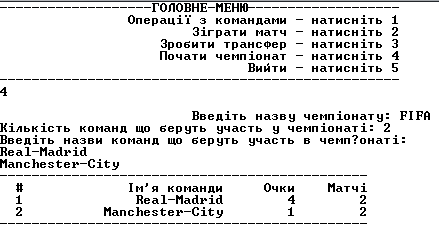 ГОЛОВНЕ МЕНЮ
Операції з командами - натисніть 1
Зіграти матч - натисніть 2
Зробити трансфер - натисніть 3
Почати чемпіонат - натисніть 4
Вийти - натисніть 5
4
Введіть назву чемпіонату: FIFA
Кількість команд що беруть участь у чемпіонаті: 2
Введіть назви команд що беруть участь в чемп?онаті:
Real-Madrid
Manchester-City
# Ім'я команди Очки Матчі
1 Real-Madrid 4 2
2 Manchester-City 1 2